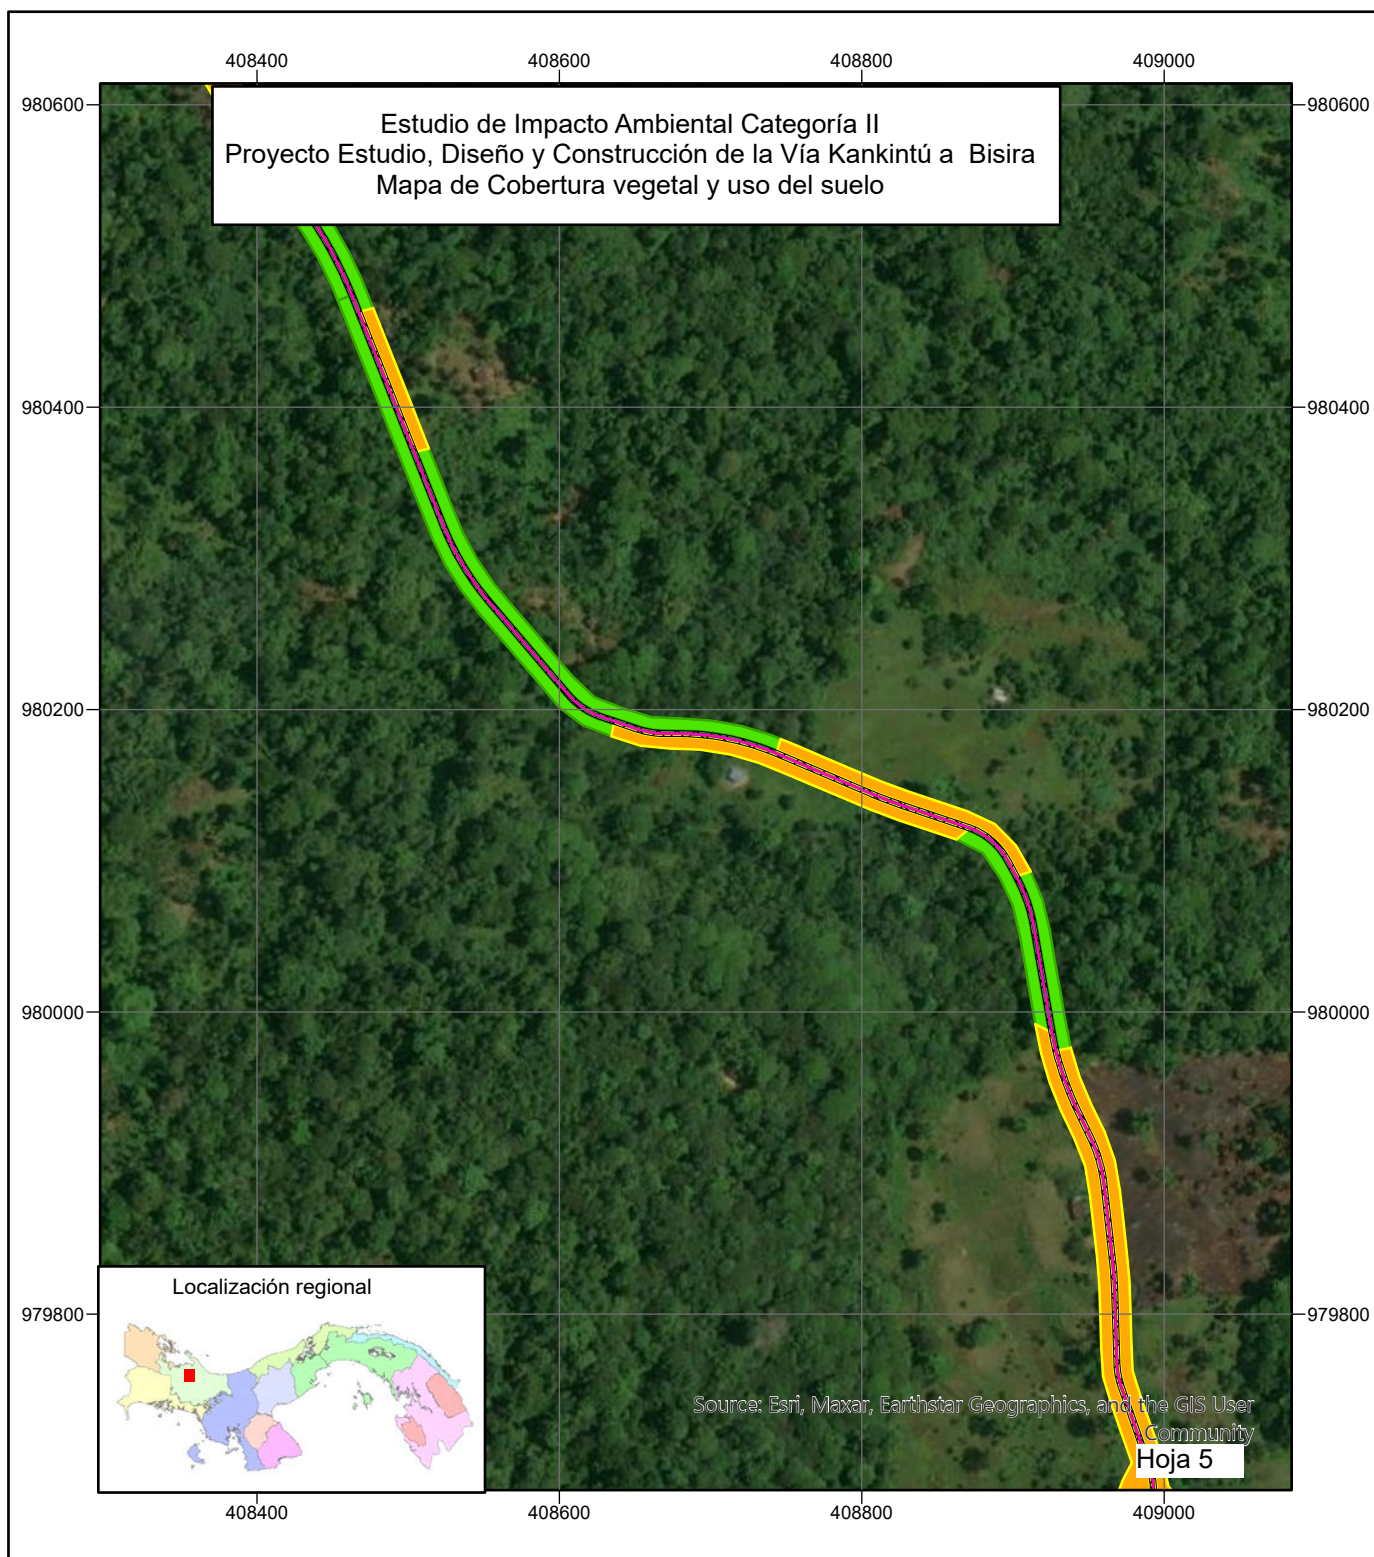 408400 408600 408800 409000
980600 980600
Estudio de Impacto Ambiental Categoría II
Proyecto Estudio, Diseño y Construcción de la Vía Kankintú a Bisira
Mapa de Cobertura vegetal y uso del suelo
980400 980400
980200 980200
980000 980000
Localización regional
979800 979800
Source: Esri, Maxar, Earthstar Geographics, and the GIS User
Community
Hoja 5
408400 408600 408800 409000